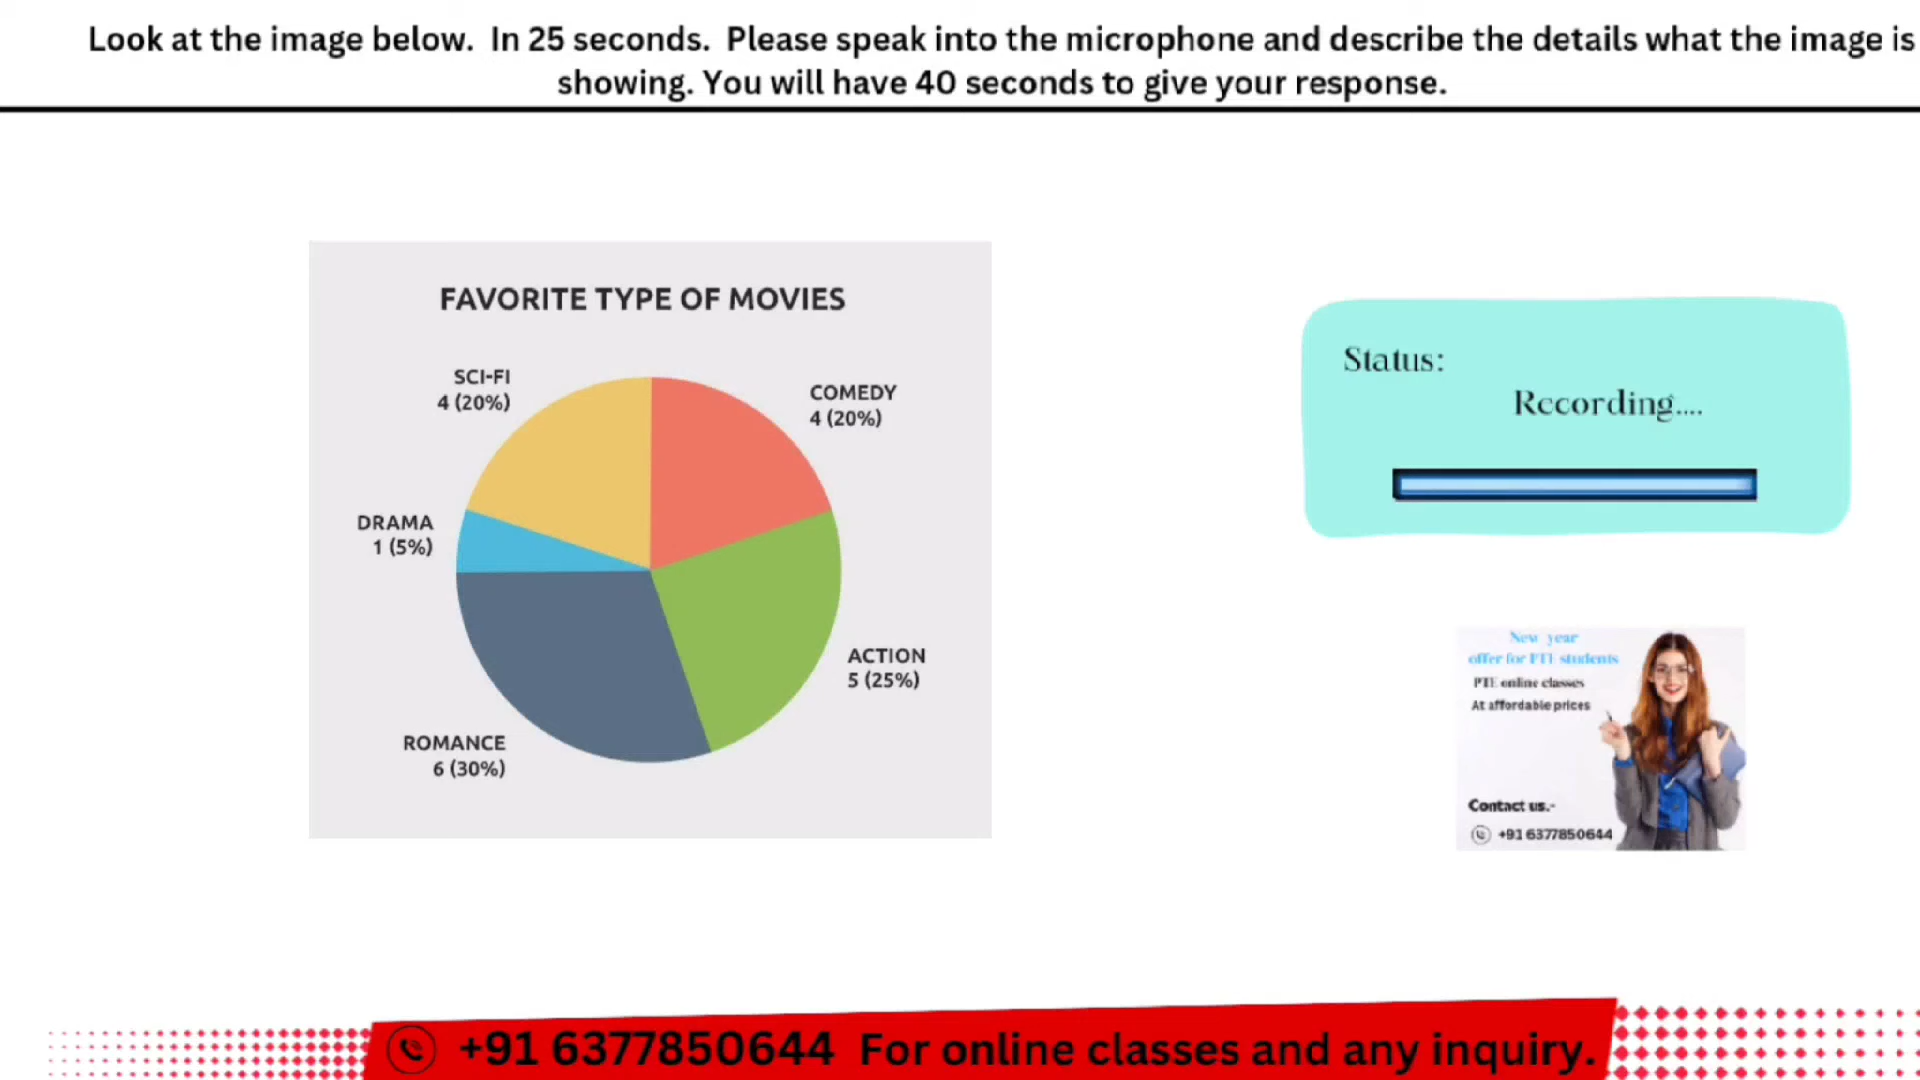 Look at the image below.  In 25 seconds.  Please speak into the microphone and describe the details what the image is
showing. You will have 40 seconds to give your response.
FAVORITE TYPE OF MOVIES
SCI-FI
4 (20%)
COMEDY
4 (20%)
DRAMA
1 (5%)
ACTION
5 (25%)
ROMANCE
6 (30%)
Status:
Recording....
New year
offer for PTE students
PTE online classes
At affordable prices
Contact us.-
+91 6377850644
+91 6377850644  For online classes and any inquiry.